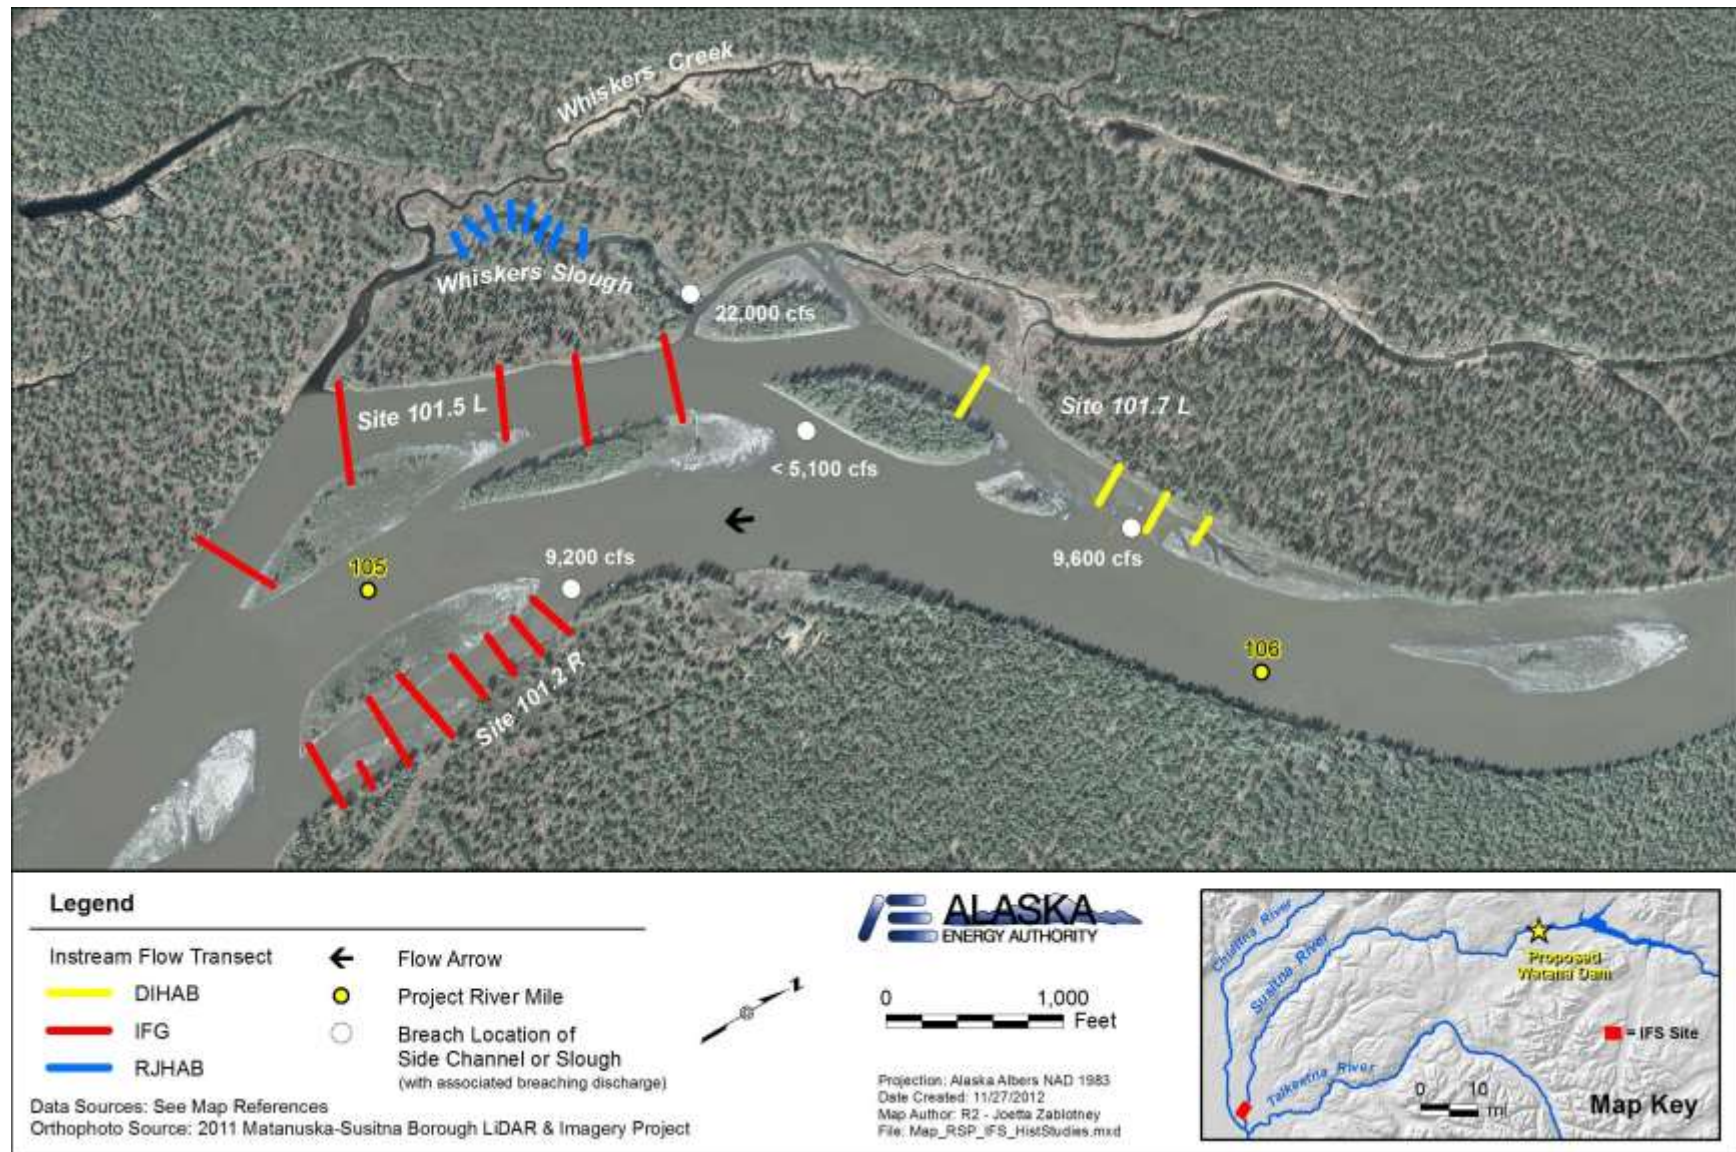 Whiskers Creek
Whiskers Slough
22,000 cfs
Site 101.5 L
Site 101.7 L
< 5,100 cfs
9,200 cfs
9,600 cfs
105
106
Site 101.2 R
Legend
Instream Flow Transect
DIHAB
IFG
RJHAB
Flow Arrow
Project River Mile
Breach Location of
Side Channel or Slough
(with associated breaching discharge)
Data Sources: See Map References
Orthophoto Source: 2011 Matanuska-Susitna Borough LiDAR & Imagery Project
ALASKA
ENERGY AUTHORITY
Z
0 1,000
Feet
Projection: Alaska Albers NAD 1983
Date Created: 11/27/2012
Map Author: R2 - Joetta Zablotney
File: Map_RSP_IFS_HistStudies.mxd
Chulitna River
Susitna River
Proposed
Watana Dam
= IFS Site
Talkeetna River
0 10
mi
Map Key